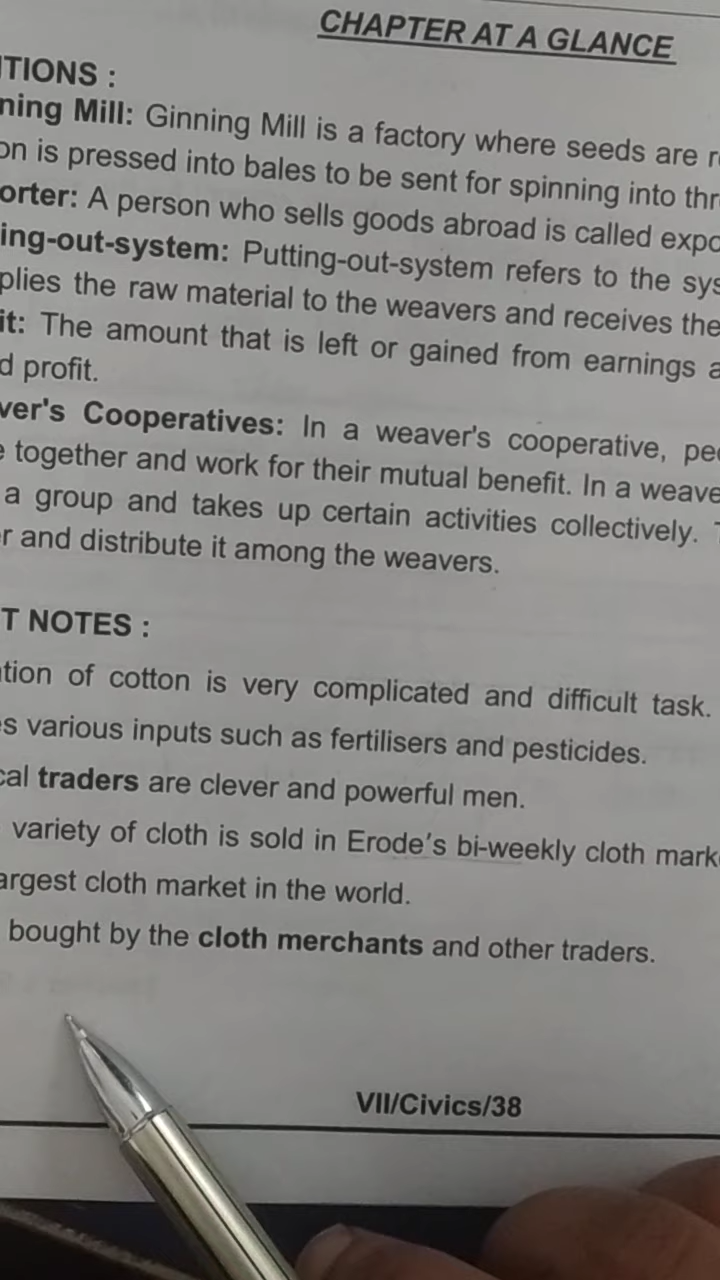 CHAPTER AT A GLANCE
TIONS :
ning Mill: Ginning Mill is a factory where seeds are
on is pressed into bales to be sent for spinning into
orter: A person who sells goods abroad is called
ing-out-system: Putting-out-system refers to the
plies the raw material to the weavers and receives the
it: The amount that is left or gained from earnings
d profit.
ver's Cooperatives: In a weaver's cooperative,
together and work for their mutual benefit. In a
a group and takes up certain activities collectively.
r and distribute it among the weavers.
T NOTES :
tion of cotton is very complicated and difficult task.
es various inputs such as fertilisers and pesticides.
cal traders are clever and powerful men.
variety of cloth is sold in Erode's bi-weekly cloth
argest cloth market in the world.
bought by the cloth merchants and other traders.
VII/Civics/38